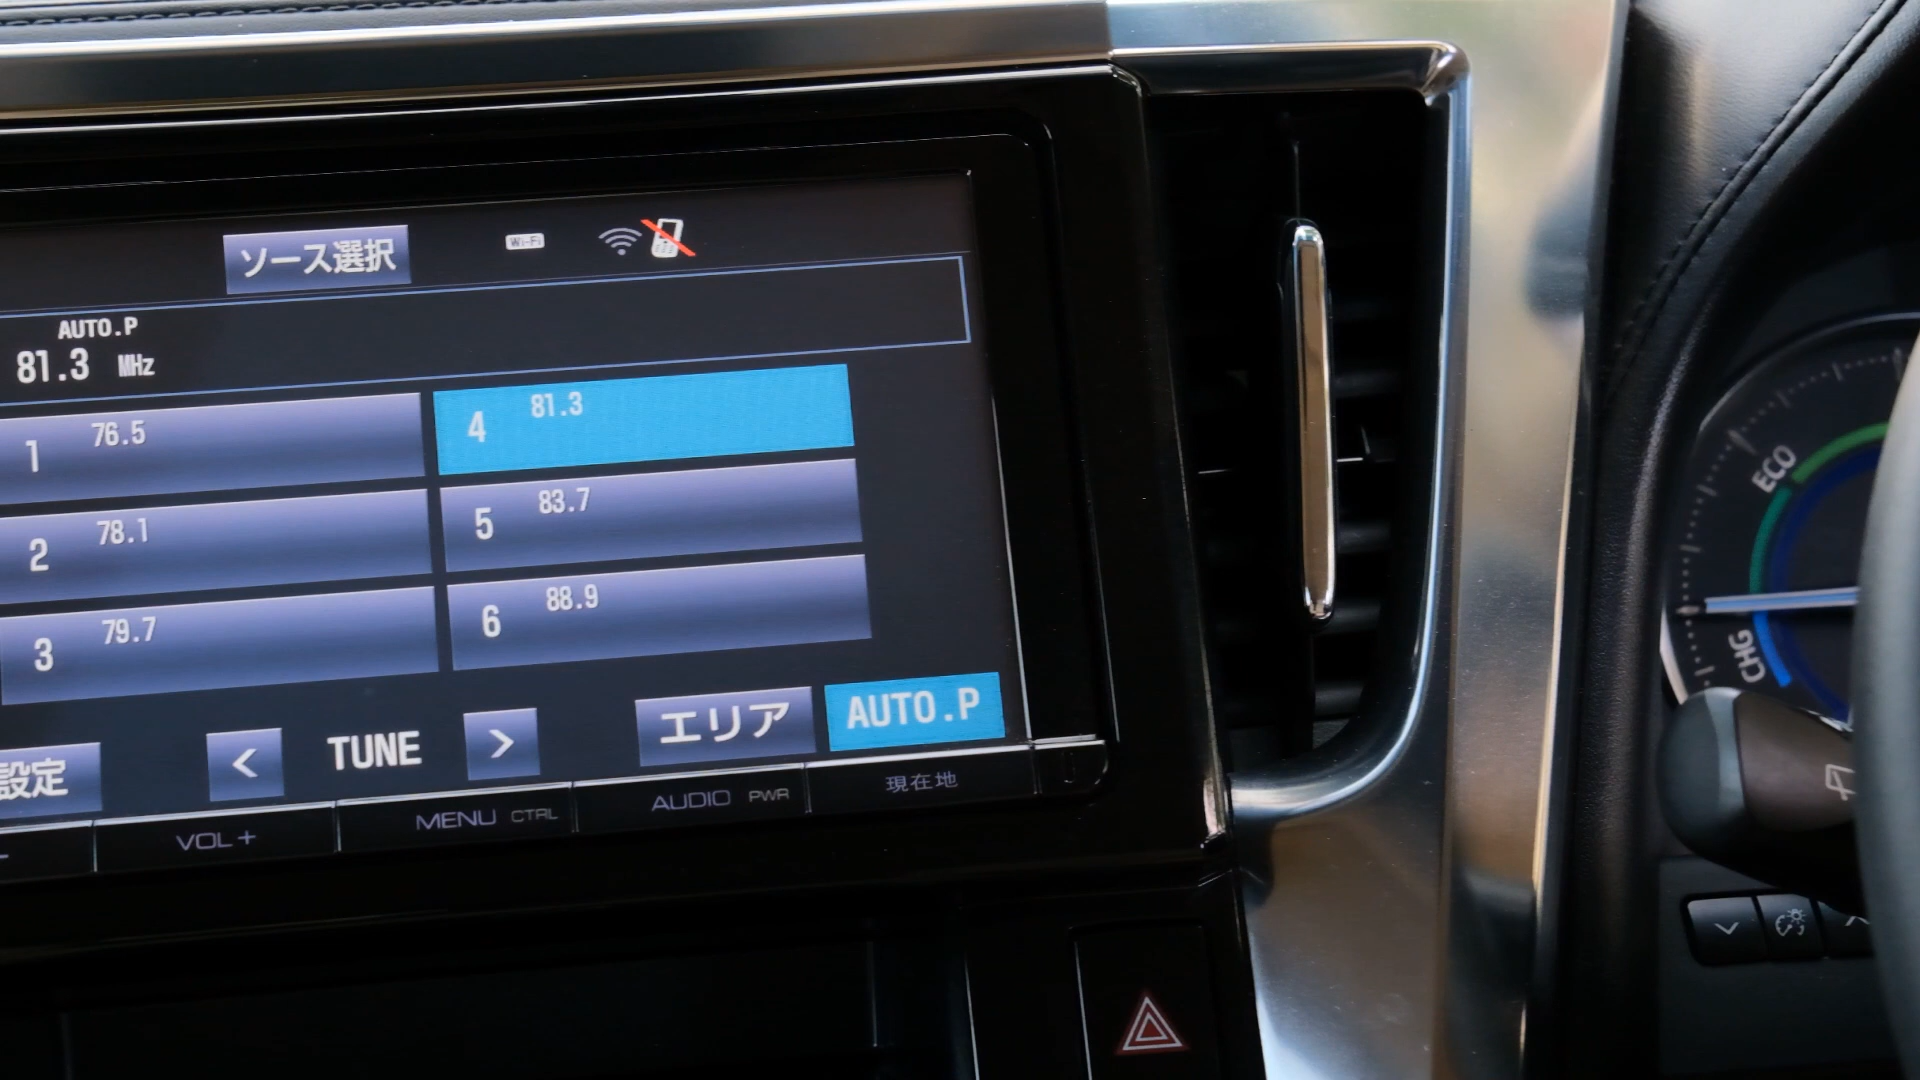 ソース選択
Wi-Fi
AUTO.P
81.3 MHz
1 76.5
4 81.3
2 78.1
5 83.7
3 79.7
6 88.9
設定
<
TUNE
>
エリア
AUTO.P
-
VOL+
MENU CTRL
AUDIO PWR
現在地
ECO
CHG